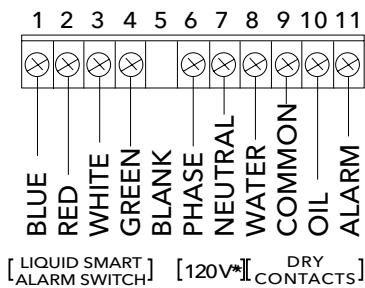 1 2 3 4 5 6 7 8 9 10 11
BLUE
RED
WHITE
GREEN
BLANK
PHASE
NEUTRAL
WATER
COMMON
OIL
ALARM
[LIQUID SMART
ALARM SWITCH]
[120V*]
[DRY
CONTACTS]